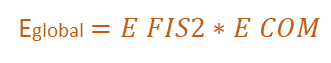 Eglobal = E FIS2 * E COM